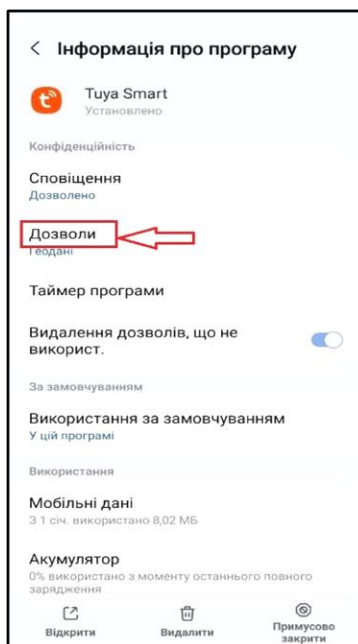 Інформація про програму
Tuya Smart
Установлено
Конфіденційність
Сповіщення
Дозволено
Дозволи
Геодані
Таймер програми
Видалення дозволів, що не
використ.
За замовчуванням
Використання за замовчуванням
У цій програмі
Використання
Мобільні дані
З 1 січ. використано 8,02 МБ
Акумулятор
0% використано з моменту останнього повного
зарядження
Відкрити
Видалити
Примусово
закрити